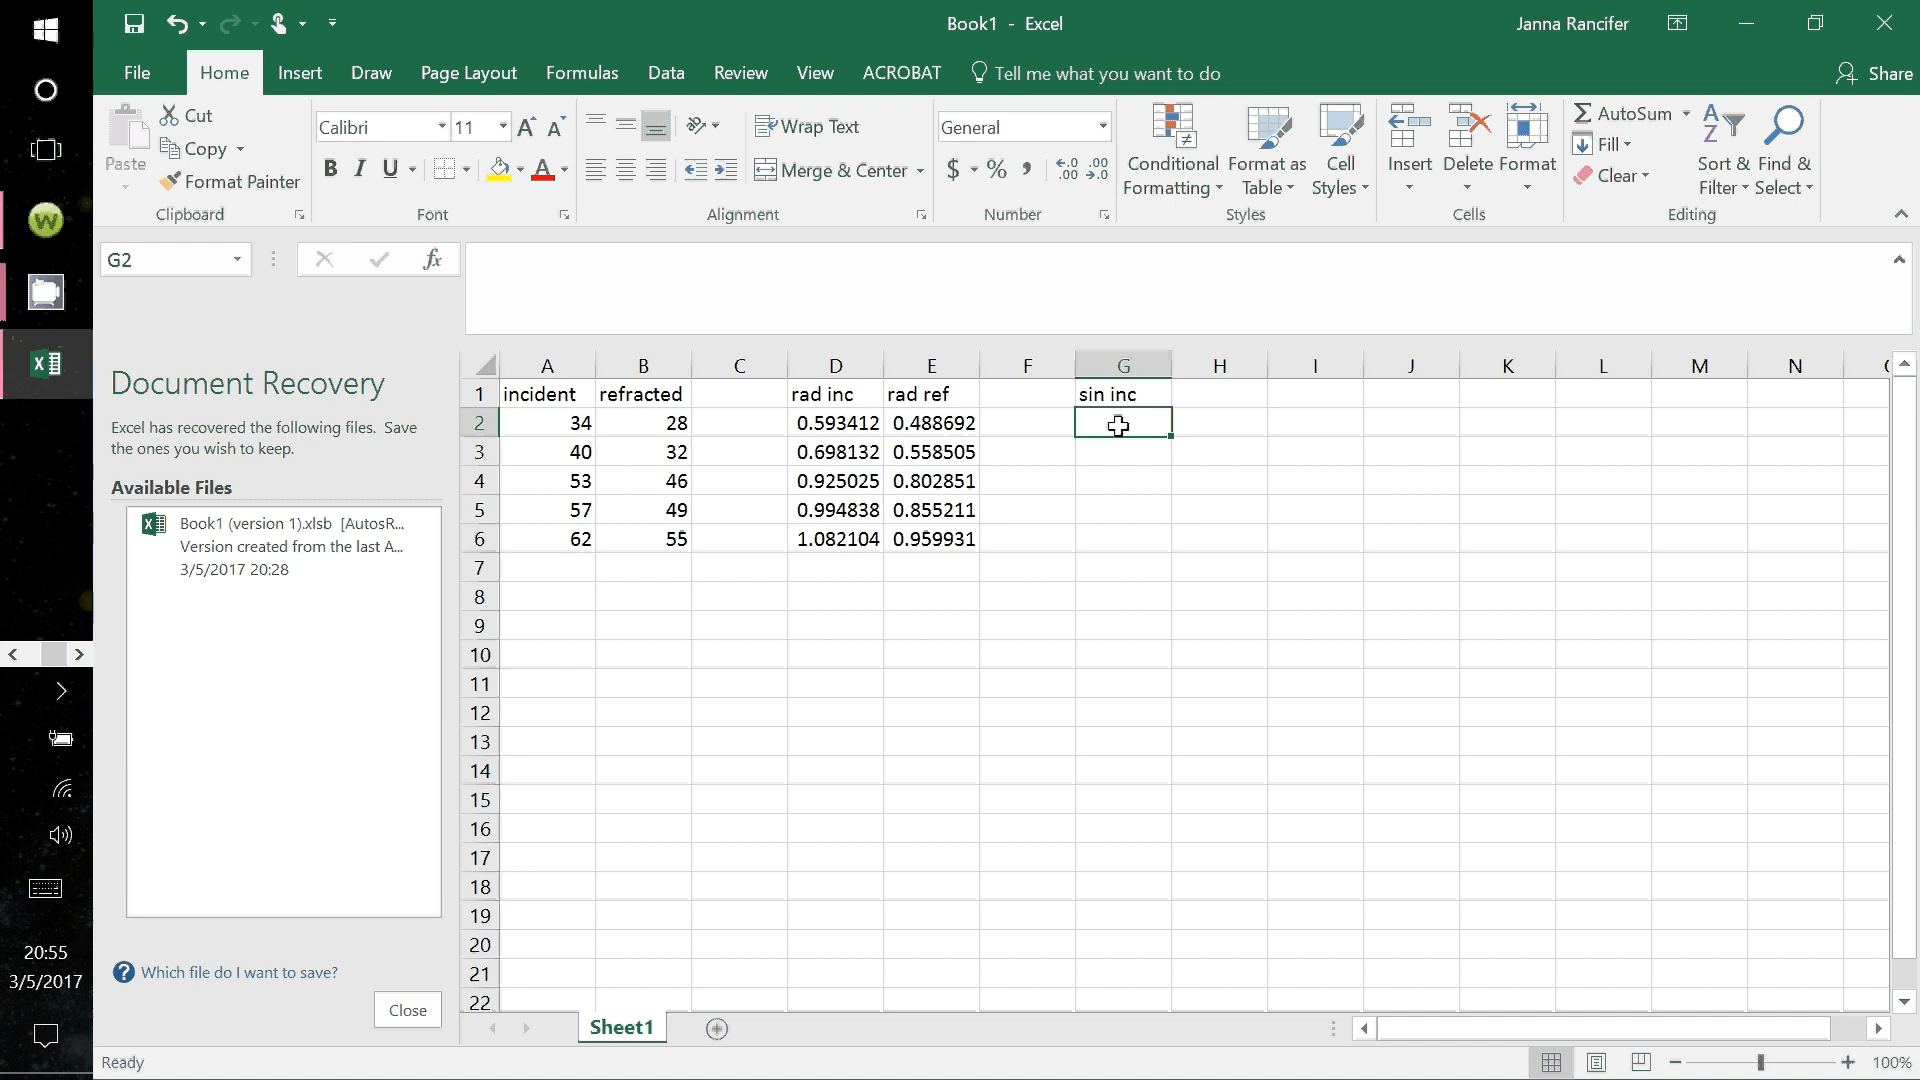 Book1 - Excel
Janna Rancifer
File Home Insert Draw Page Layout Formulas Data Review View ACROBAT Tell me what you want to do Share
Paste
Cut
Copy
Format Painter
Clipboard
Calibri 11
B I U
Font
Wrap Text
Merge & Center
Alignment
General
$ % ,
Number
Conditional Formatting
Format as Table
Cell Styles
Styles
Insert Delete Format
Cells
AutoSum
Fill
Clear
Sort & Filter
Find & Select
Editing
G2
fx
Document Recovery
Excel has recovered the following files. Save
the ones you wish to keep.
Available Files
Book1 (version 1).xlsb [AutosR...
Version created from the last A...
3/5/2017 20:28
Which file do I want to save?
Close
A B C D E F G H I J K L M N
1 incident refracted rad inc rad ref sin inc
2 34 28 0.593412 0.488692
3 40 32 0.698132 0.558505
4 53 46 0.925025 0.802851
5 57 49 0.994838 0.855211
6 62 55 1.082104 0.959931
7
8
9
10
11
12
13
14
15
16
17
18
19
20
21
22
Sheet1
Ready
100%
20:55
3/5/2017